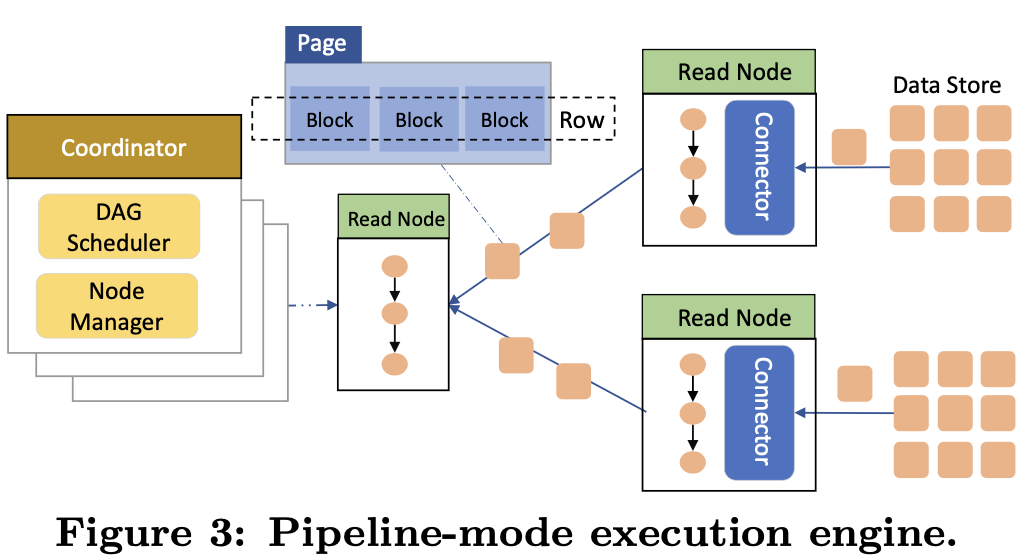 Page
Block
Block
Block
Row
Coordinator
DAG
Scheduler
Node
Manager
Read Node
Read Node
Connector
Data Store
Read Node
Connector
Figure 3: Pipeline-mode execution engine.